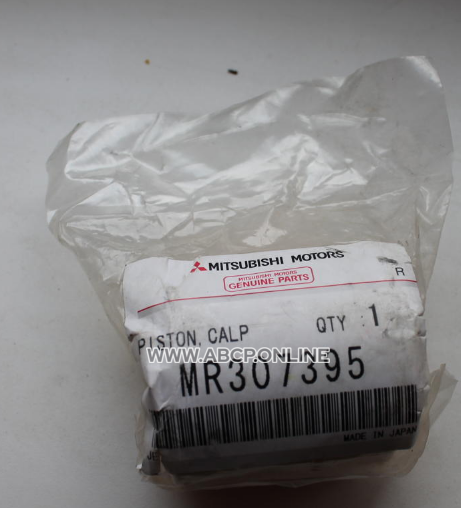 MITSUBISHI MOTORS
MITSUBISHI MOTORS
GENUINE PARTS
R
PISTON, CALP QTY : 1
WWW.ABCP.ONLINE
MR307395
MADE IN JAPAN